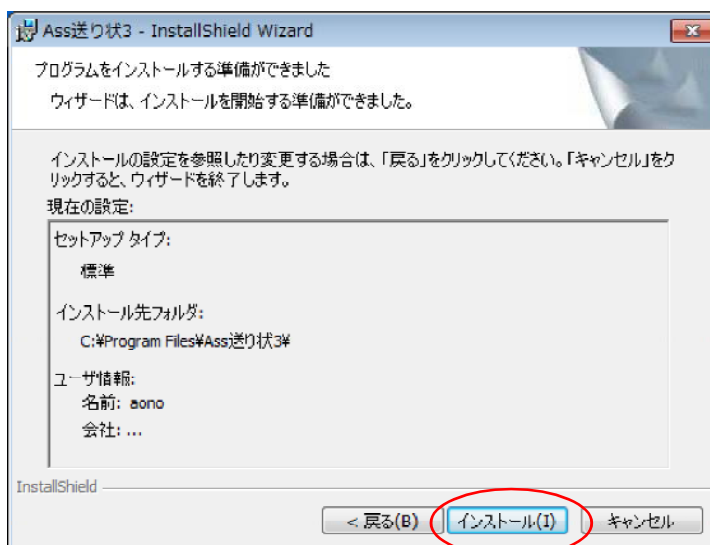 Ass送り状3 - InstallShield Wizard
プログラムをインストールする準備ができました
ウィザードは、インストールを開始する準備ができました。
インストールの設定を参照したり変更する場合は、「戻る」をクリックしてください。「キャンセル」をク
リックすると、ウィザードを終了します。
現在の設定:
セットアップ タイプ:
標準
インストール先フォルダ:
C:¥Program Files¥Ass送り状3¥
ユーザ情報:
名前: aono
会社: ...
InstallShield
< 戻る(B)
インストール(I)
キャンセル